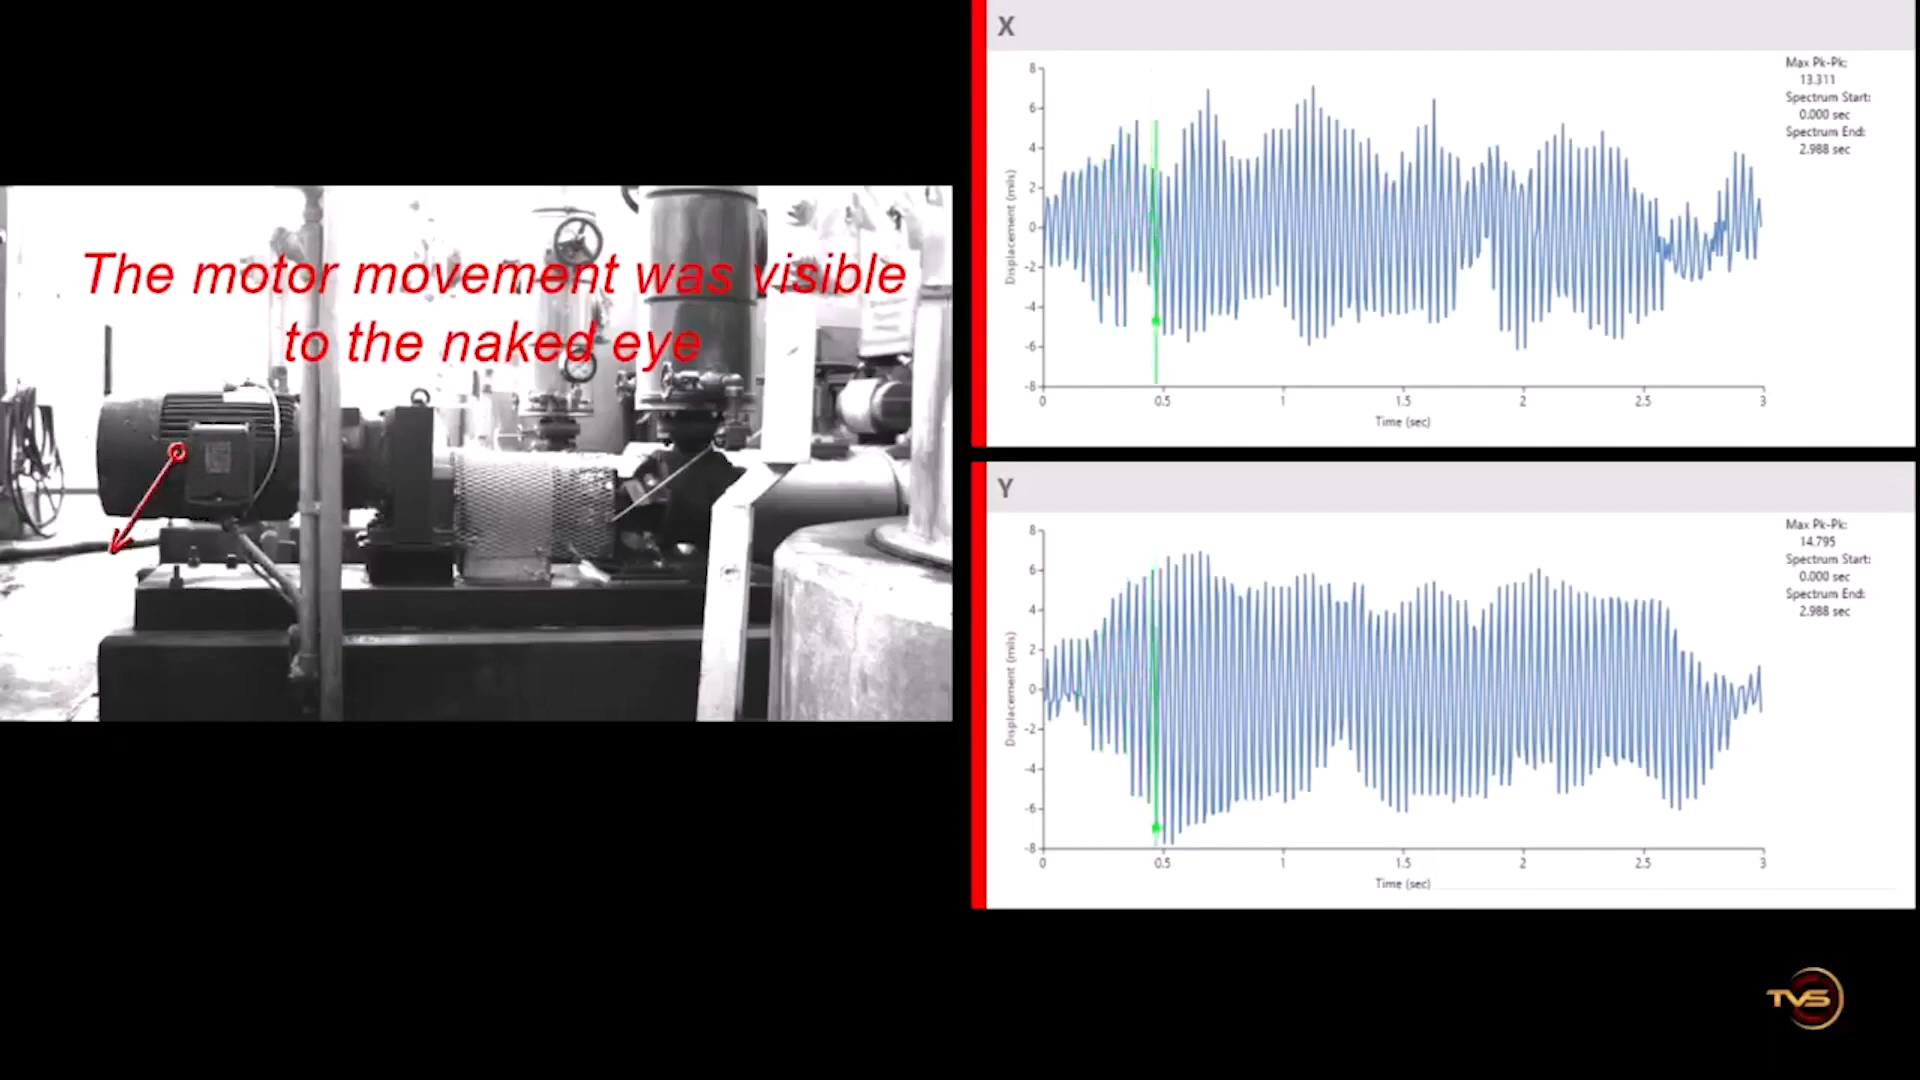 The motor movement was visible
to the naked eye
X
Max Pk-Pk:
13.311
Spectrum Start:
0.000 sec
Spectrum End:
2.988 sec
8
6
4
2
0
-2
-4
-6
-8
Displacement (mils)
0 0.5 1 1.5 2 2.5 3
Time (sec)
Y
Max Pk-Pk:
14.795
Spectrum Start:
0.000 sec
Spectrum End:
2.988 sec
8
6
4
2
0
-2
-4
-6
-8
Displacement (mils)
0 0.5 1 1.5 2 2.5 3
Time (sec)
TVS